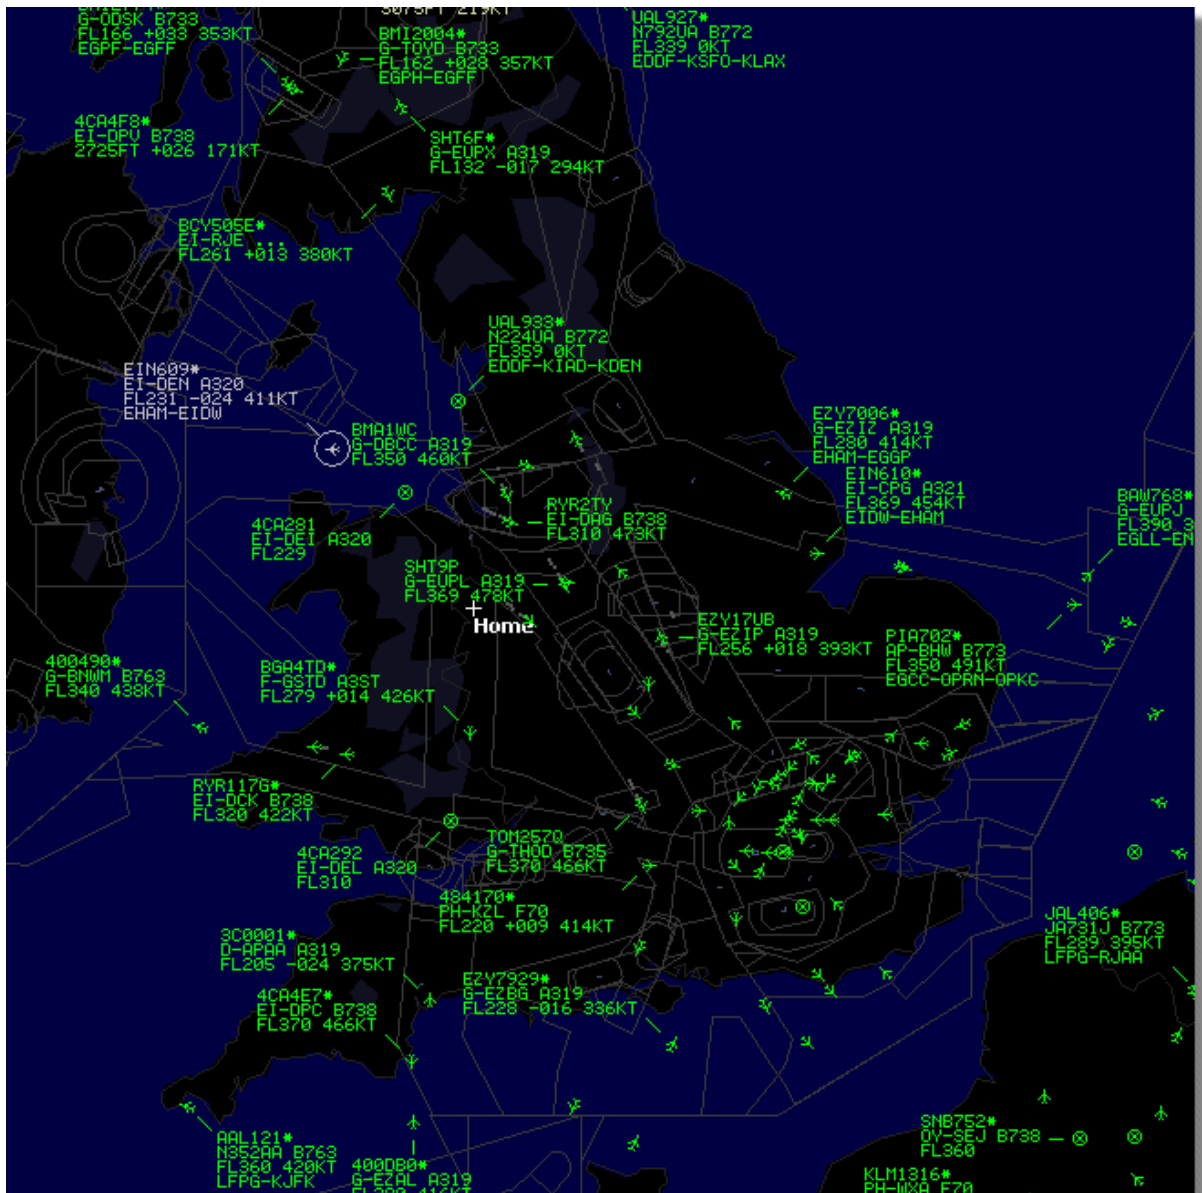 G-ODSK B733
FL166 +033 353KT
EGPF-EGFF
3075FT 219KT
BMI2004*
G-TOYD B733
FL162 +028 357KT
EGPH-EGFF
UAL927*
N792UA B772
FL339 0KT
EDDF-KSFO-KLAX
4CA4F8*
EI-DPV B738
2725FT +026 171KT
SHT6F*
G-EUPX A319
FL132 -017 294KT
BCY505E*
EI-RJE ...
FL261 +013 380KT
UAL933*
N224UA B772
FL359 0KT
EDDF-KIAD-KDEN
EIN609*
EI-DEN A320
FL231 -024 411KT
EHAM-EIDW
BMA1WC
G-DBCC A319
FL350 460KT
EZY7006*
G-EZIZ A319
FL280 414KT
EHAM-EGGP
EIN610*
EI-CPG A321
FL369 454KT
EIDW-EHAM
BAW768*
G-EUPJ
FL390 3
EGLL-EN
RYR2TY
EI-DAG B738
FL310 473KT
4CA281
EI-DEI A320
FL229
SHT9P
G-EUPL A319
FL369 478KT
Home
EZY17UB
G-EZIP A319
FL256 +018 393KT
PIA702*
AP-BHW B773
FL350 491KT
EGCC-OPRN-OPKC
400490*
G-BNWM B763
FL340 438KT
BGA4TD*
F-GSTD A3ST
FL279 +014 426KT
RYR117G*
EI-DCK B738
FL320 422KT
4CA292
EI-DEL A320
FL310
TOM257Q
G-THOD B735
FL370 466KT
484170*
PH-KZL F70
FL220 +009 414KT
JAL406*
JA731J B773
FL289 395KT
LFPG-RJAA
3C0001*
D-APAA A319
FL205 -024 375KT
EZY7929*
G-EZBG A319
FL228 -016 336KT
4CA4E7*
EI-DPC B738
FL370 466KT
AAL121*
N352AA B763
FL360 420KT
LFPG-KJFK
400DB0*
G-EZAL A319
SNB752*
OY-SEJ B738
FL360
KLM1316*
PH-WXA F70